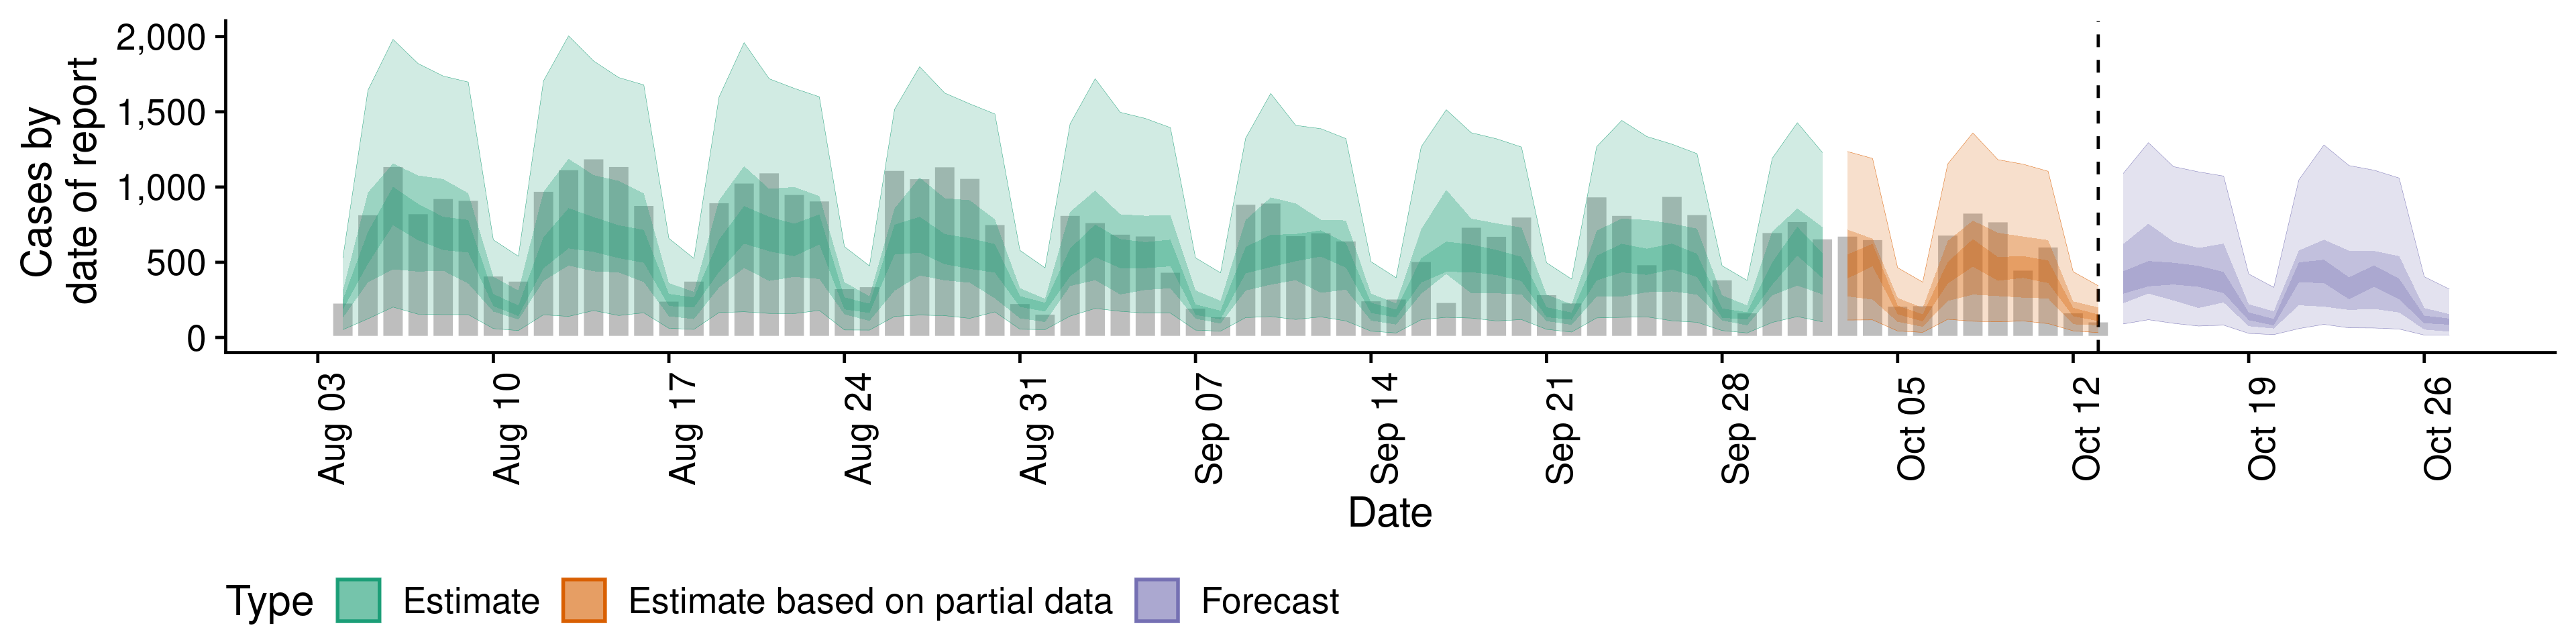 Cases by
date of report
2,000
1,500
1,000
500
0
Aug 03
Aug 10
Aug 17
Aug 24
Aug 31
Sep 07
Sep 14
Sep 21
Sep 28
Oct 05
Oct 12
Oct 19
Oct 26
Date
Type
Estimate
Estimate based on partial data
Forecast